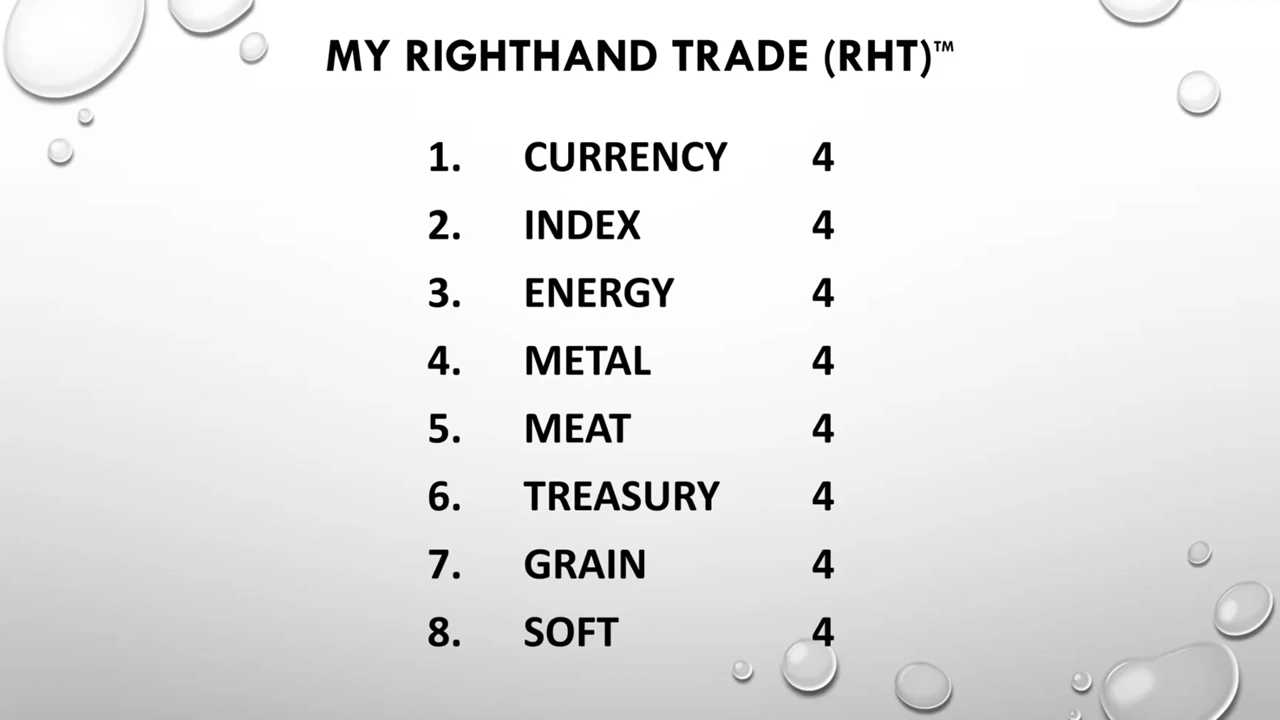 MY RIGHTHAND TRADE (RHT)™
1. CURRENCY 4
2. INDEX 4
3. ENERGY 4
4. METAL 4
5. MEAT 4
6. TREASURY 4
7. GRAIN 4
8. SOFT 4